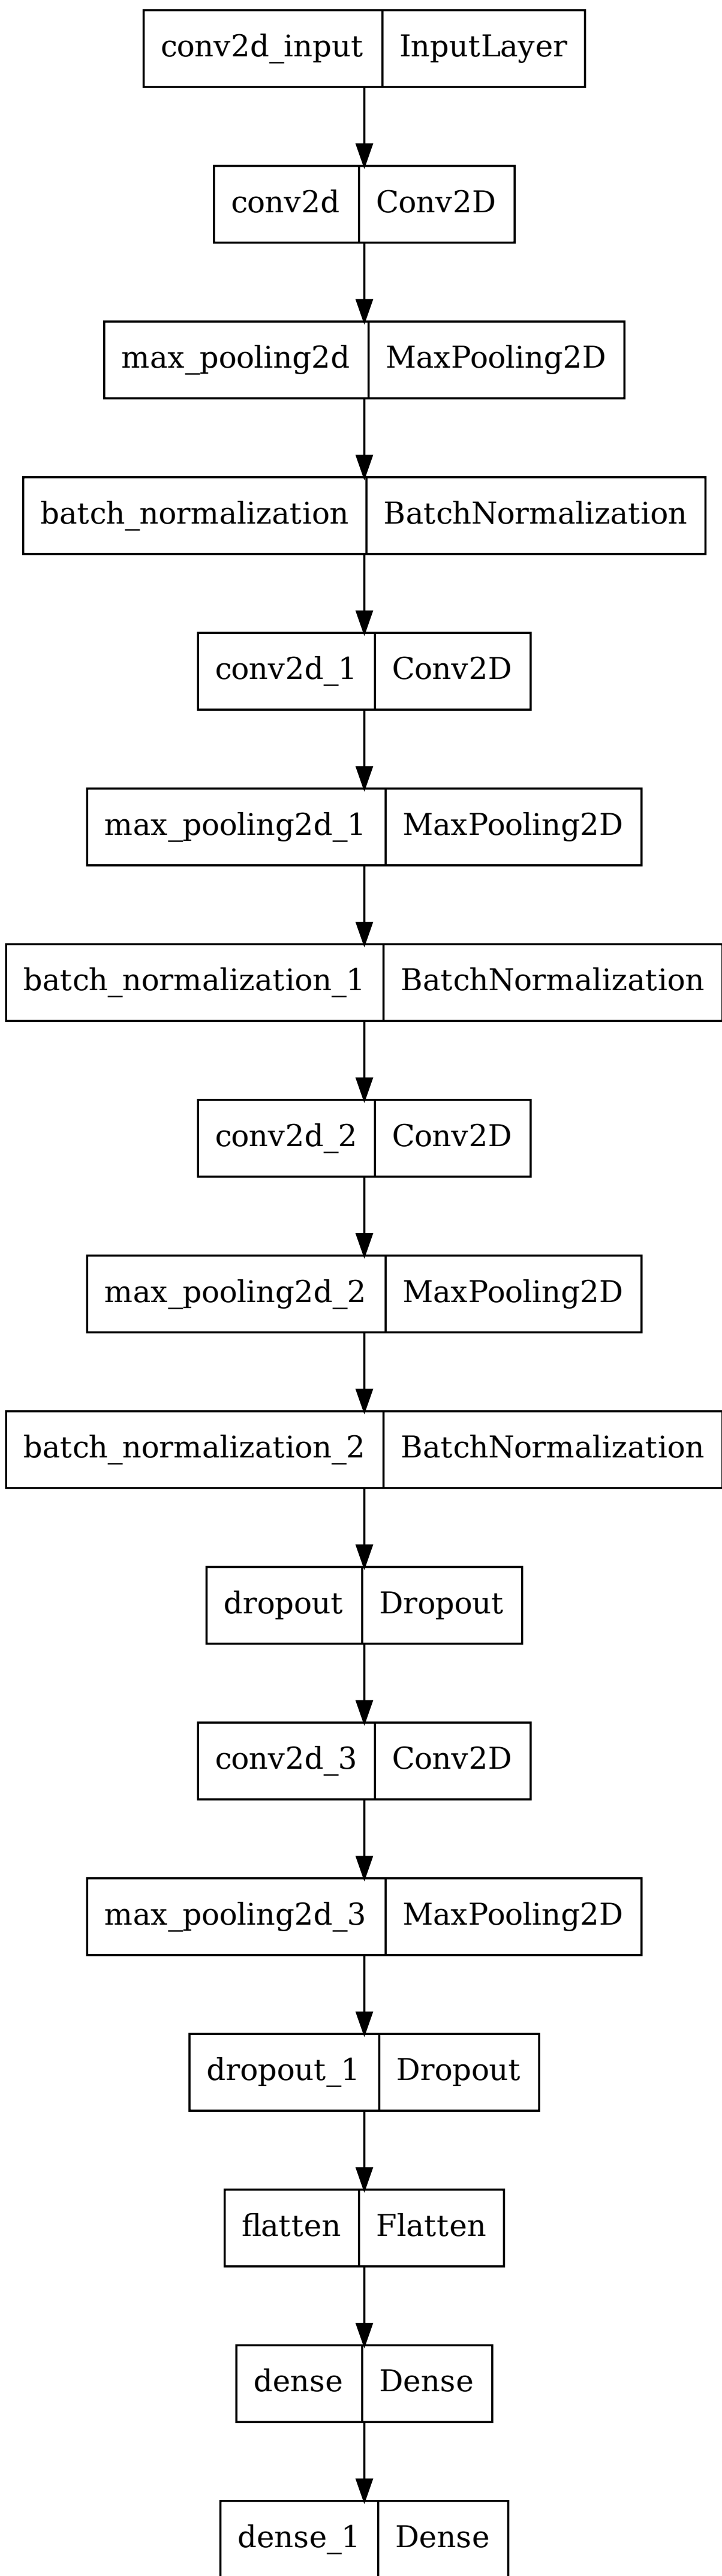 conv2d_input InputLayer
conv2d Conv2D
max_pooling2d MaxPooling2D
batch_normalization BatchNormalization
conv2d_1 Conv2D
max_pooling2d_1 MaxPooling2D
batch_normalization_1 BatchNormalization
conv2d_2 Conv2D
max_pooling2d_2 MaxPooling2D
batch_normalization_2 BatchNormalization
dropout Dropout
conv2d_3 Conv2D
max_pooling2d_3 MaxPooling2D
dropout_1 Dropout
flatten Flatten
dense Dense
dense_1 Dense